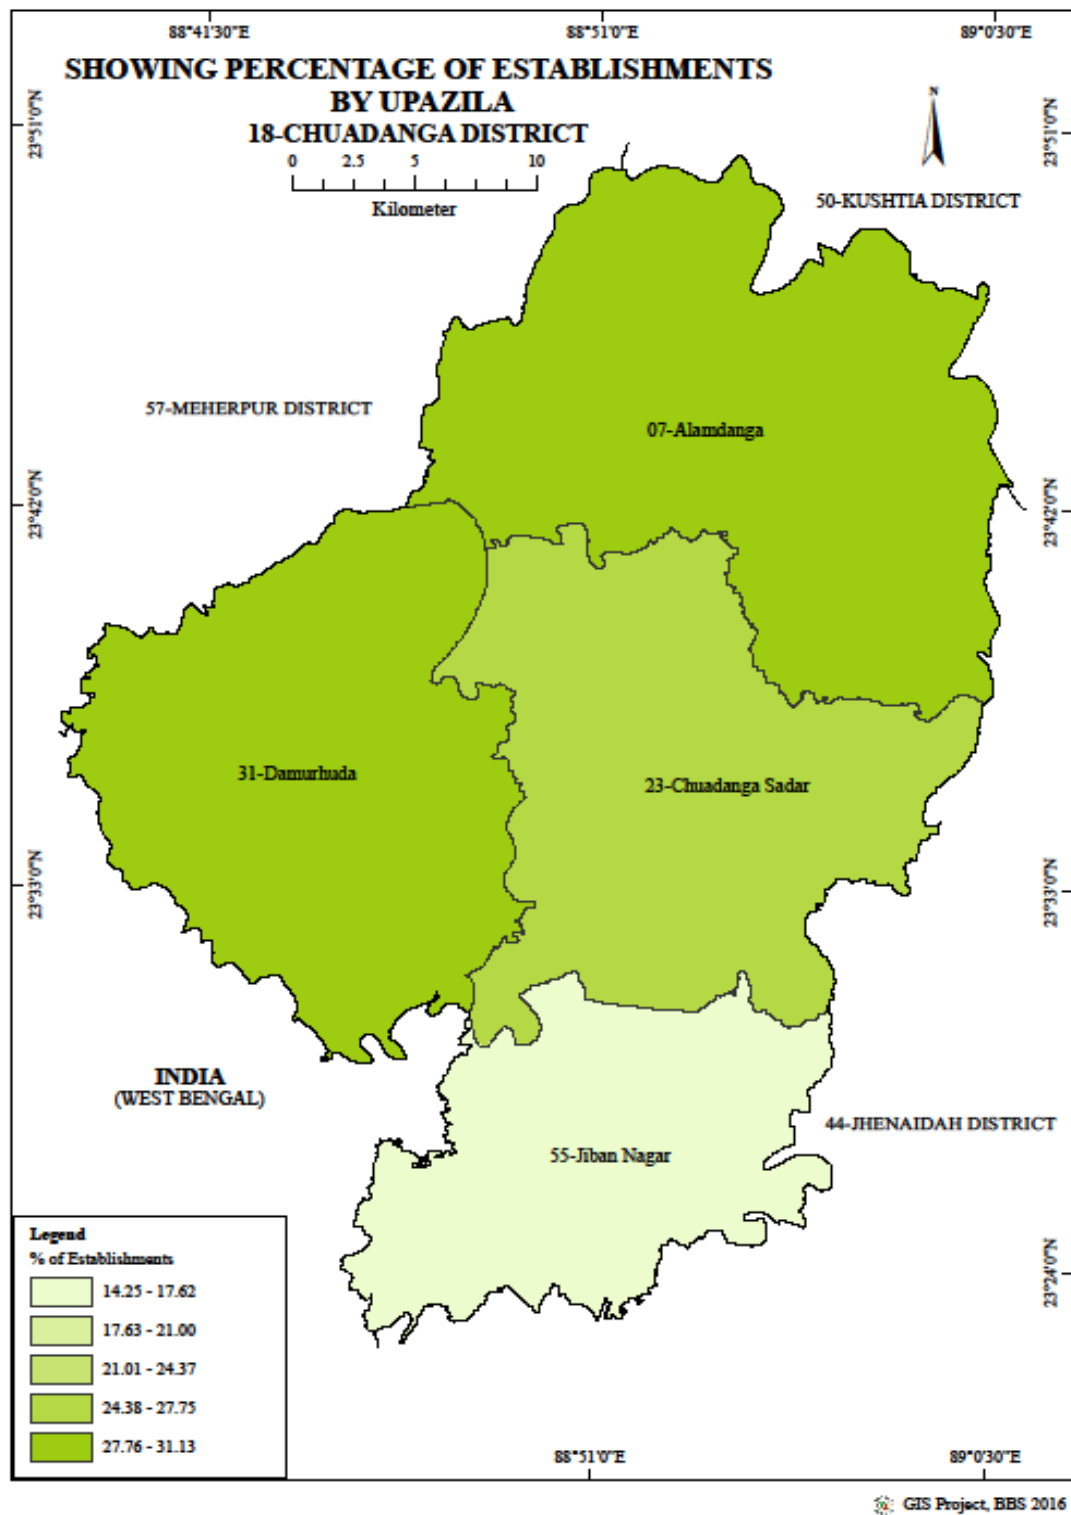 88°41'30"E 88°51'0"E 89°0'30"E
SHOWING PERCENTAGE OF ESTABLISHMENTS
BY UPAZILA
18-CHUADANGA DISTRICT
0 2.5 5 10
Kilometer
N
23°51'0"N 23°51'0"N
50-KUSHTIA DISTRICT
57-MEHERPUR DISTRICT
07-Alamdanga
23°42'0"N 23°42'0"N
31-Damurhuda
23-Chuadanga Sadar
23°33'0"N 23°33'0"N
INDIA
(WEST BENGAL)
44-JHENAIDAH DISTRICT
55-Jiban Nagar
23°24'0"N
Legend
% of Establishments
14.25 - 17.62
17.63 - 21.00
21.01 - 24.37
24.38 - 27.75
27.76 - 31.13
88°51'0"E 89°0'30"E
GIS Project, BBS 2016